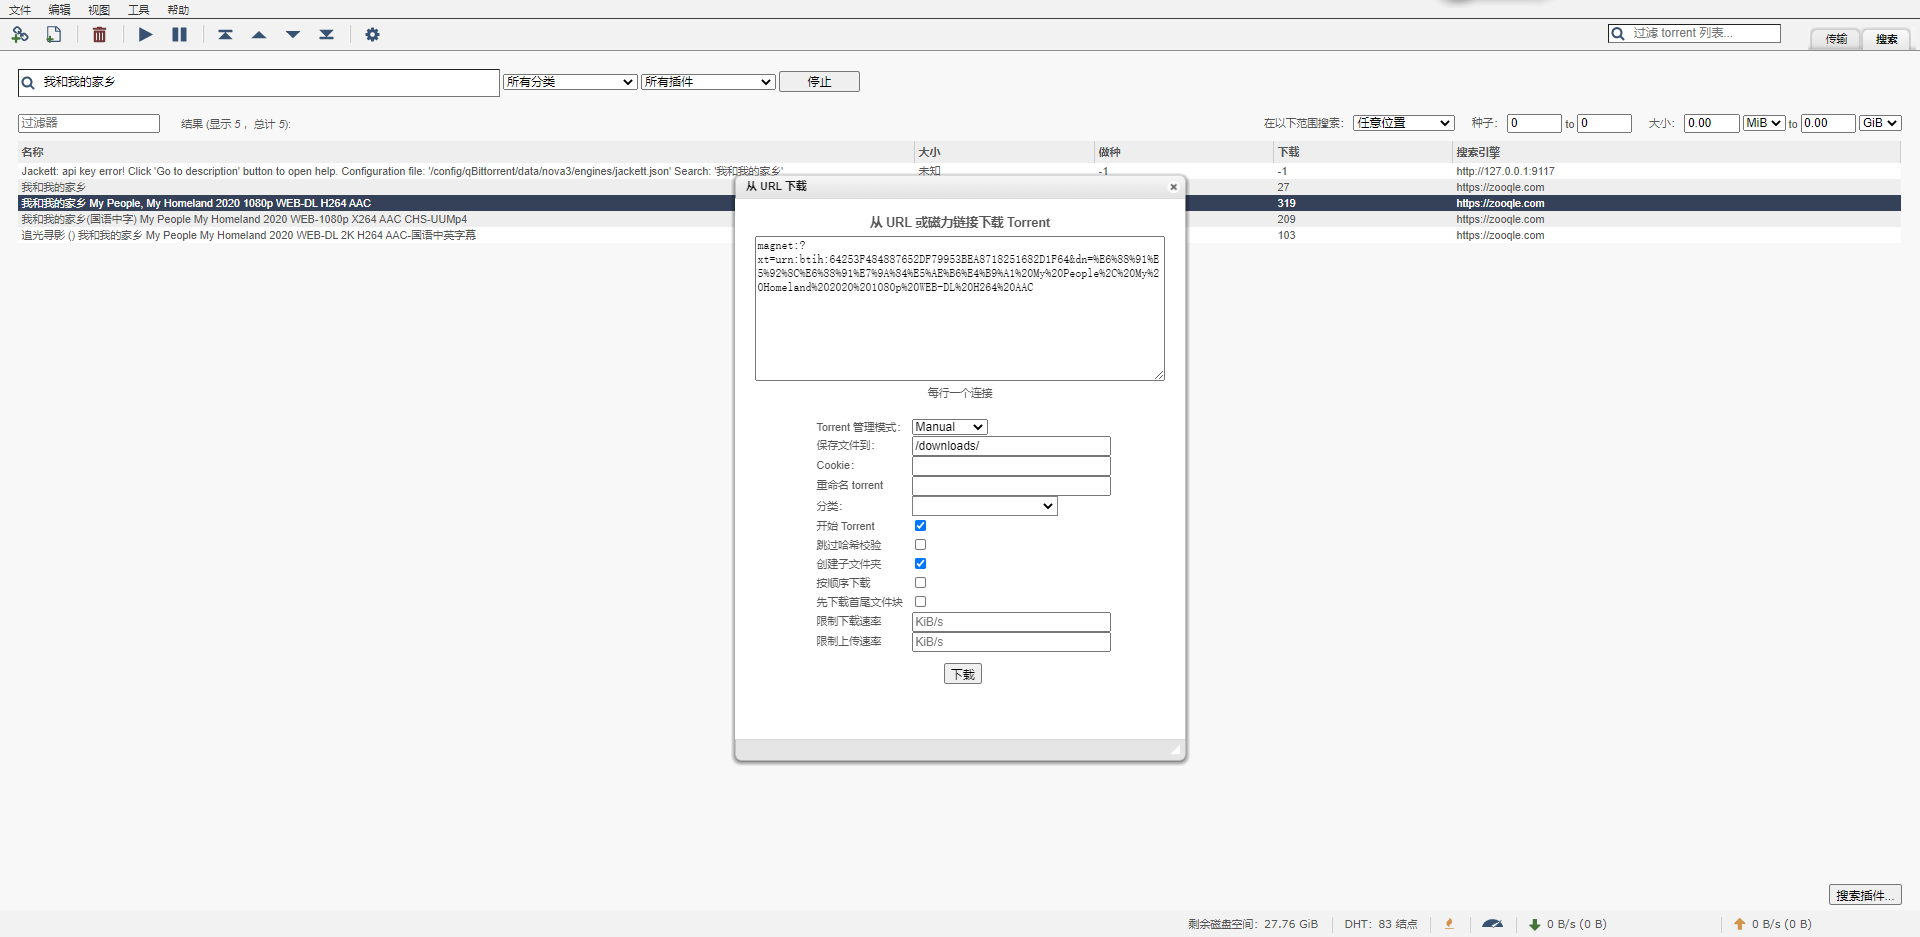 文件 编辑 视图 工具 帮助
过滤 torrent 列表...
传输 搜索
我和我的家乡 所有分类 所有插件 停止
过滤器 结果 (显示 5 ，总计 5):
在以下范围搜索： 任意位置 种子： 0 to 0 大小： 0.00 MiB to 0.00 GiB
名称 大小 做种 下载 搜索引擎
Jackett: api key error! Click 'Go to description' button to open help. Configuration file: '/config/qBittorrent/data/nova3/engines/jackett.json' Search: '我和我的家乡' 未知 -1 -1 http://127.0.0.1:9117
我和我的家乡 27 https://zooqle.com
我和我的家乡 My People, My Homeland 2020 1080p WEB-DL H264 AAC 319 https://zooqle.com
我和我的家乡(国语中字) My People My Homeland 2020 WEB-1080p X264 AAC CHS-UUMp4 209 https://zooqle.com
追光寻影 () 我和我的家乡 My People My Homeland 2020 WEB-DL 2K H264 AAC-国语中英字幕 103 https://zooqle.com
从 URL 下载
从 URL 或磁力链接下载 Torrent
magnet:?
xt=urn:btih:64253F484887652DF79953BEA8718251682D1F64&dn=%E6%88%91%E
5%92%8C%E6%88%91%E7%9A%84%E5%AE%B6%E4%B9%A1%20My%20People%2C%20My%2
0Homeland%202020%201080p%20WEB-DL%20H264%20AAC
每行一个连接
Torrent 管理模式： Manual
保存文件到： /downloads/
Cookie：
重命名 torrent
分类：
开始 Torrent
跳过哈希校验
创建子文件夹
按顺序下载
先下载首尾文件块
限制下载速率 KiB/s
限制上传速率 KiB/s
下载
搜索插件...
剩余磁盘空间：27.76 GiB DHT：83 结点 0 B/s (0 B) 0 B/s (0 B)